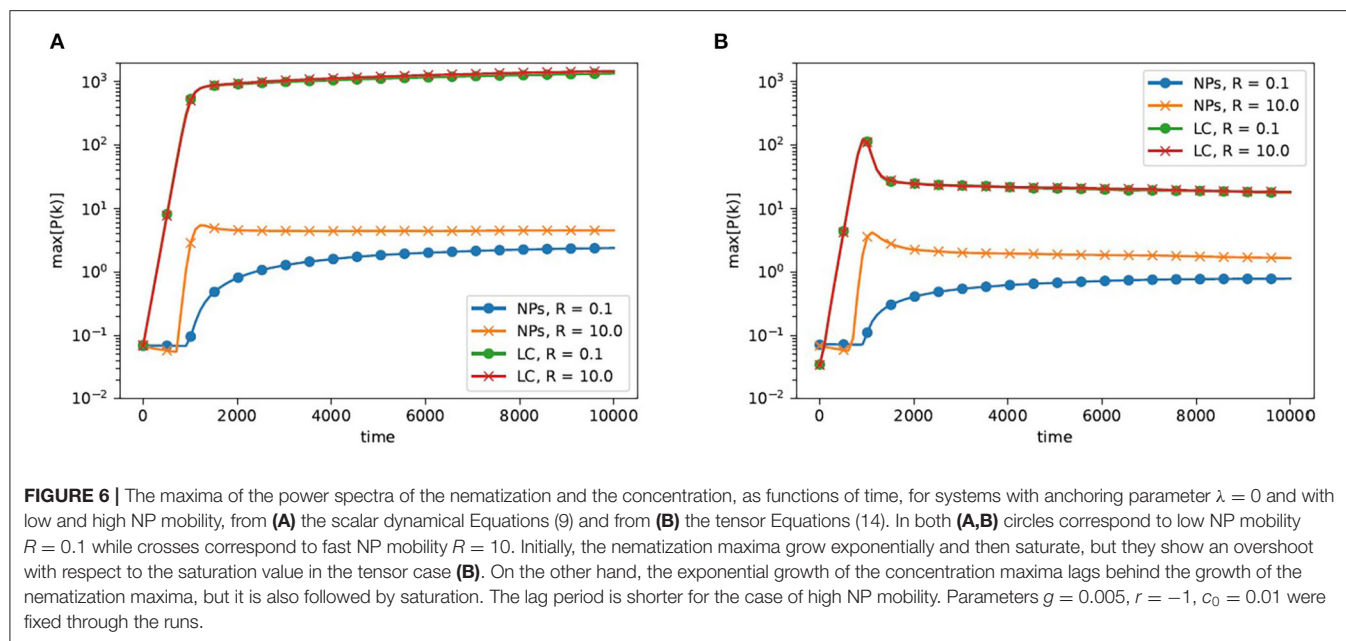 A
B
10³
10²
10¹
10⁰
10⁻¹
10⁻²
max[P(k)]
0
2000
4000
6000
8000
10000
time
NPs, R = 0.1
NPs, R = 10.0
LC, R = 0.1
LC, R = 10.0
10³
10²
10¹
10⁰
10⁻¹
10⁻²
max[P(k)]
0
2000
4000
6000
8000
10000
time
NPs, R = 0.1
NPs, R = 10.0
LC, R = 0.1
LC, R = 10.0
FIGURE 6 | The maxima of the power spectra of the nematization and the concentration, as functions of time, for systems with anchoring parameter λ = 0 and with
low and high NP mobility, from (A) the scalar dynamical Equations (9) and from (B) the tensor Equations (14). In both (A,B) circles correspond to low NP mobility
R = 0.1 while crosses correspond to fast NP mobility R = 10. Initially, the nematization maxima grow exponentially and then saturate, but they show an overshoot
with respect to the saturation value in the tensor case (B). On the other hand, the exponential growth of the concentration maxima lags behind the growth of the
nematization maxima, but it is also followed by saturation. The lag period is shorter for the case of high NP mobility. Parameters g = 0.005, r = −1, c₀ = 0.01 were
fixed through the runs.